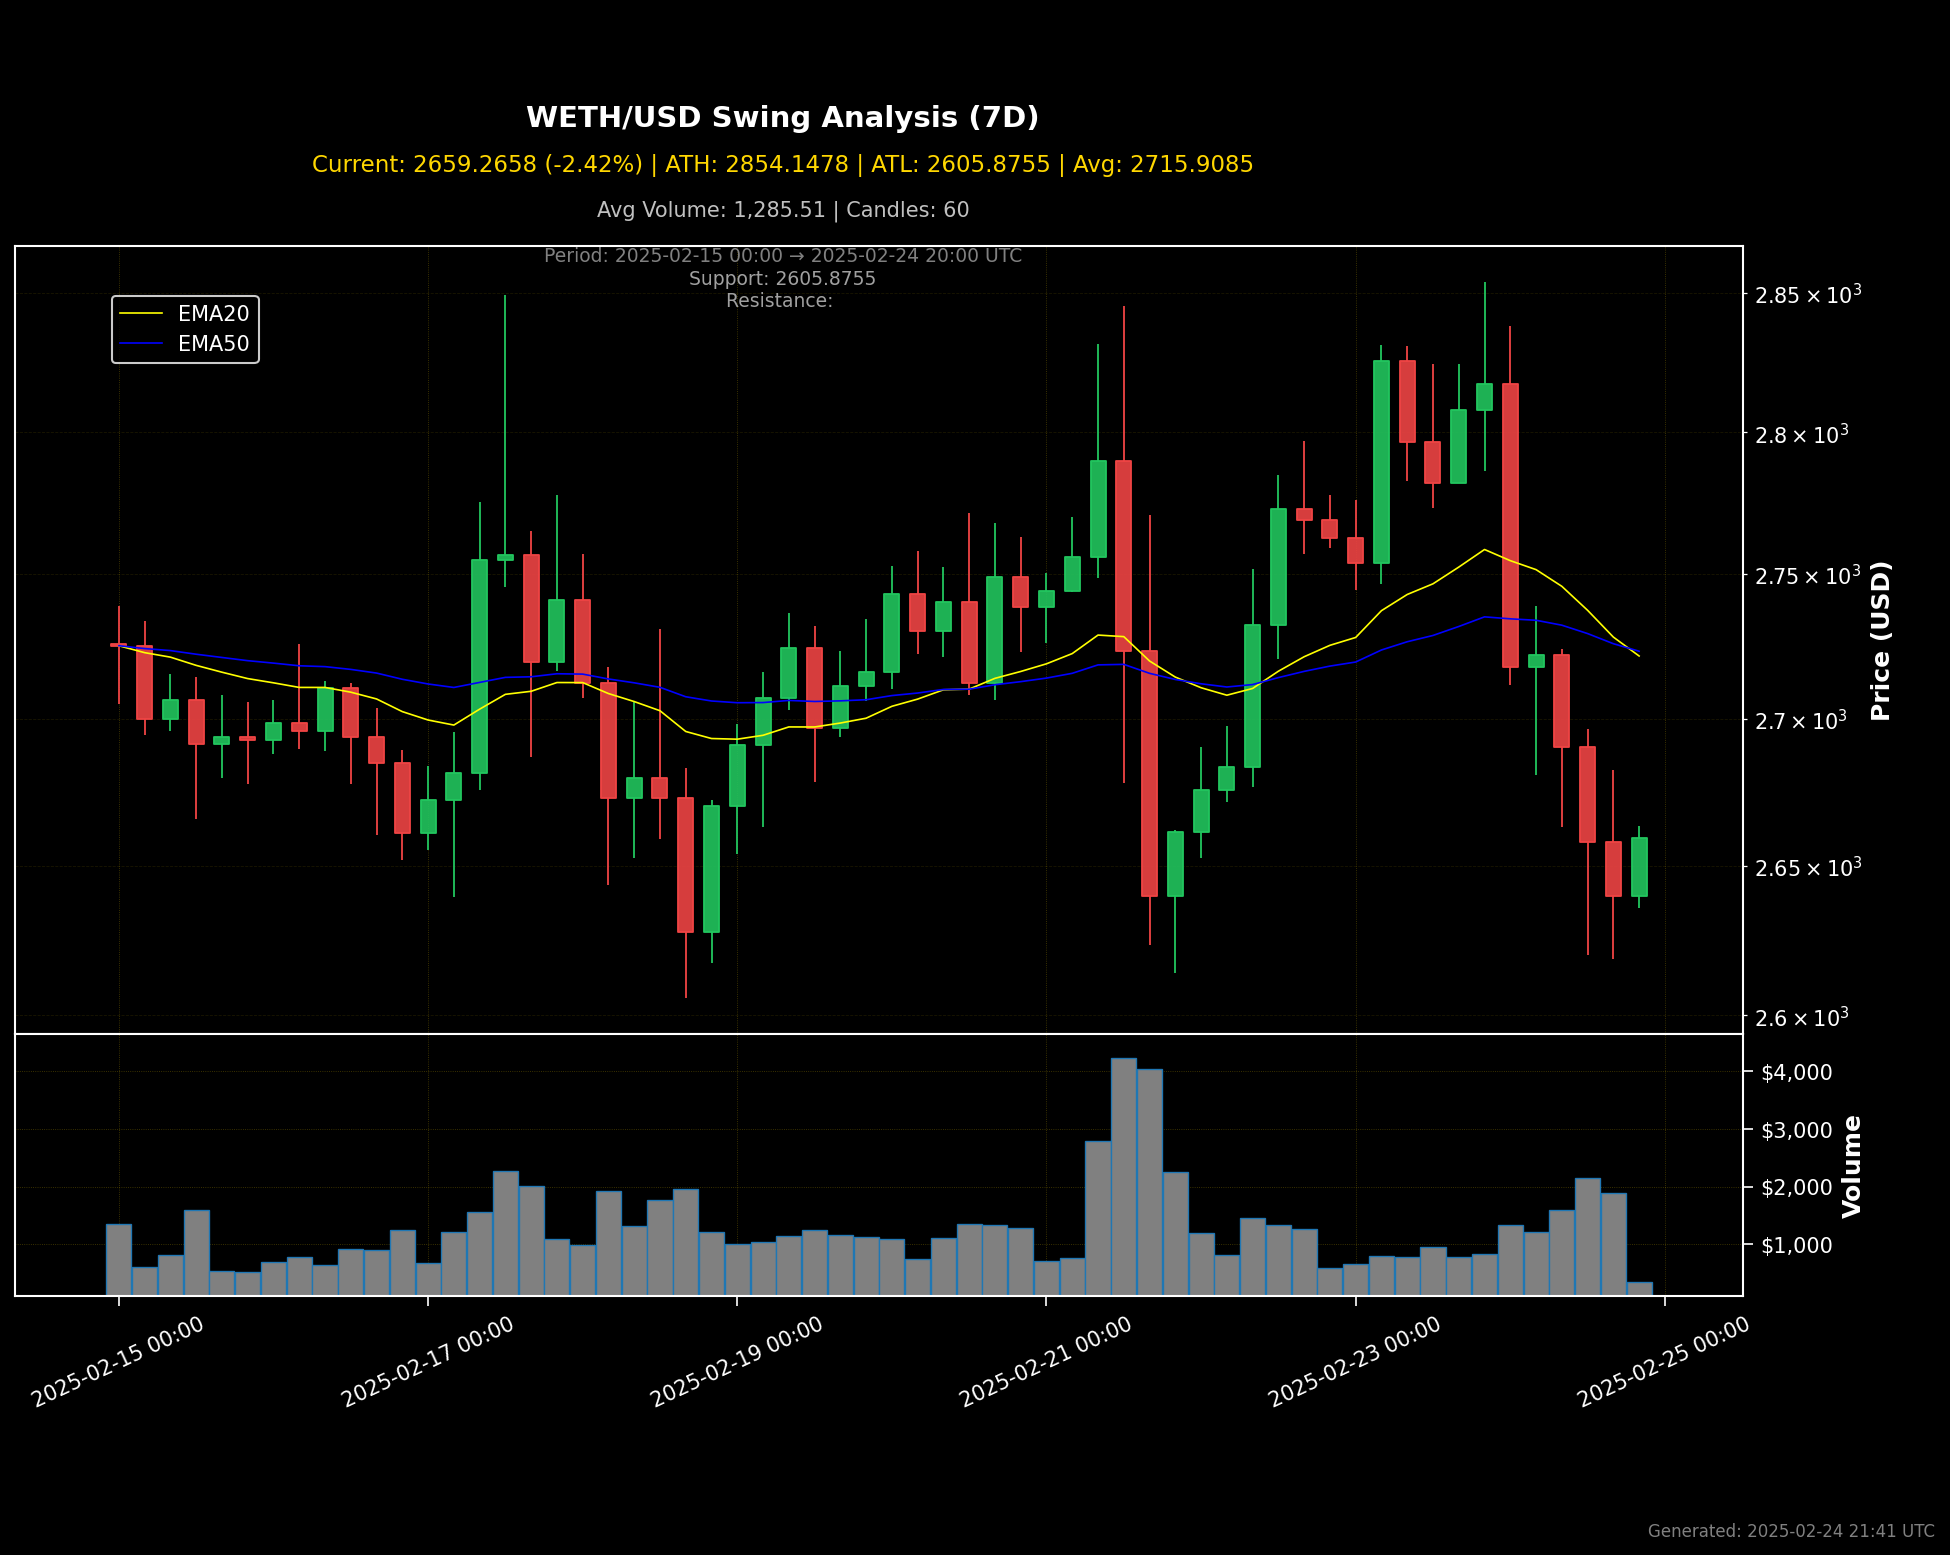 WETH/USD Swing Analysis (7D)
Current: 2659.2658 (-2.42%) | ATH: 2854.1478 | ATL: 2605.8755 | Avg: 2715.9085
Avg Volume: 1,285.51 | Candles: 60
Period: 2025-02-15 00:00 → 2025-02-24 20:00 UTC
Support: 2605.8755
Resistance:
EMA20
EMA50
2.85 × 10³
2.8 × 10³
2.75 × 10³
2.7 × 10³
2.65 × 10³
2.6 × 10³
Price (USD)
$4,000
$3,000
$2,000
$1,000
Volume
2025-02-15 00:00
2025-02-17 00:00
2025-02-19 00:00
2025-02-21 00:00
2025-02-23 00:00
2025-02-25 00:00
Generated: 2025-02-24 21:41 UTC